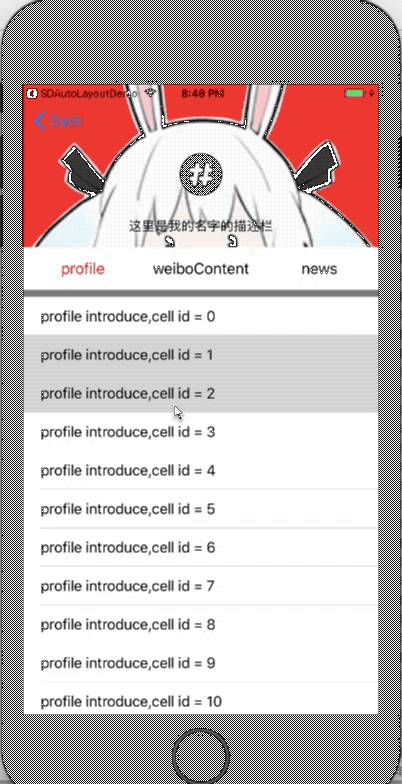 SDAutoLayoutDemo 8:48 PM
Back
#
这里是我的名字的描述栏
profile weiboContent news
profile introduce,cell id = 0
profile introduce,cell id = 1
profile introduce,cell id = 2
profile introduce,cell id = 3
profile introduce,cell id = 4
profile introduce,cell id = 5
profile introduce,cell id = 6
profile introduce,cell id = 7
profile introduce,cell id = 8
profile introduce,cell id = 9
profile introduce,cell id = 10